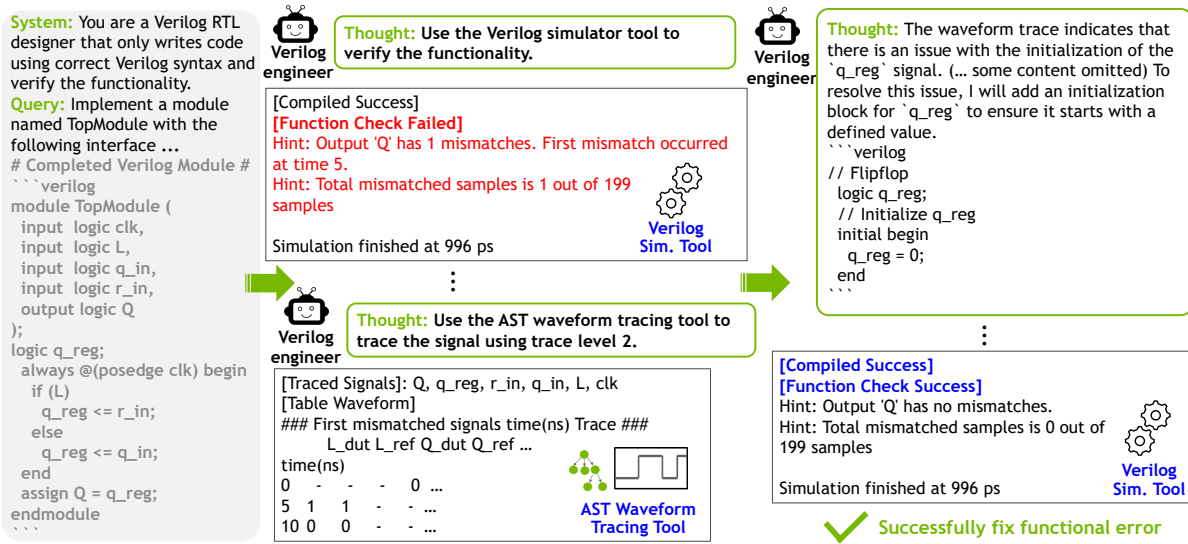 System: You are a Verilog RTL
designer that only writes code
using correct Verilog syntax and
verify the functionality.
Query: Implement a module
named TopModule with the
following interface ...
# Completed Verilog Module #
```verilog
module TopModule (
input logic clk,
input logic L,
input logic q_in,
input logic r_in,
output logic Q
);
logic q_reg;
always @(posedge clk) begin
if (L)
q_reg <= r_in;
else
q_reg <= q_in;
end
assign Q = q_reg;
endmodule
```
Verilog
engineer
Thought: Use the Verilog simulator tool to
verify the functionality.
[Compiled Success]
[Function Check Failed]
Hint: Output 'Q' has 1 mismatches. First mismatch occurred
at time 5.
Hint: Total mismatched samples is 1 out of 199
samples
Simulation finished at 996 ps
Verilog
Sim. Tool
⋮
Verilog
engineer
Thought: Use the AST waveform tracing tool to
trace the signal using trace level 2.
[Traced Signals]: Q, q_reg, r_in, q_in, L, clk
[Table Waveform]
### First mismatched signals time(ns) Trace ###
L_dut L_ref Q_dut Q_ref ...
time(ns)
0 - - - 0 ...
5 1 1 - - ...
10 0 0 - - ...
AST Waveform
Tracing Tool
Verilog
engineer
Thought: The waveform trace indicates that
there is an issue with the initialization of the
`q_reg` signal. (... some content omitted) To
resolve this issue, I will add an initialization
block for `q_reg` to ensure it starts with a
defined value.
```verilog
// Flipflop
logic q_reg;
// Initialize q_reg
initial begin
q_reg = 0;
end
```
⋮
[Compiled Success]
[Function Check Success]
Hint: Output 'Q' has no mismatches.
Hint: Total mismatched samples is 0 out of
199 samples
Simulation finished at 996 ps
Verilog
Sim. Tool
Successfully fix functional error